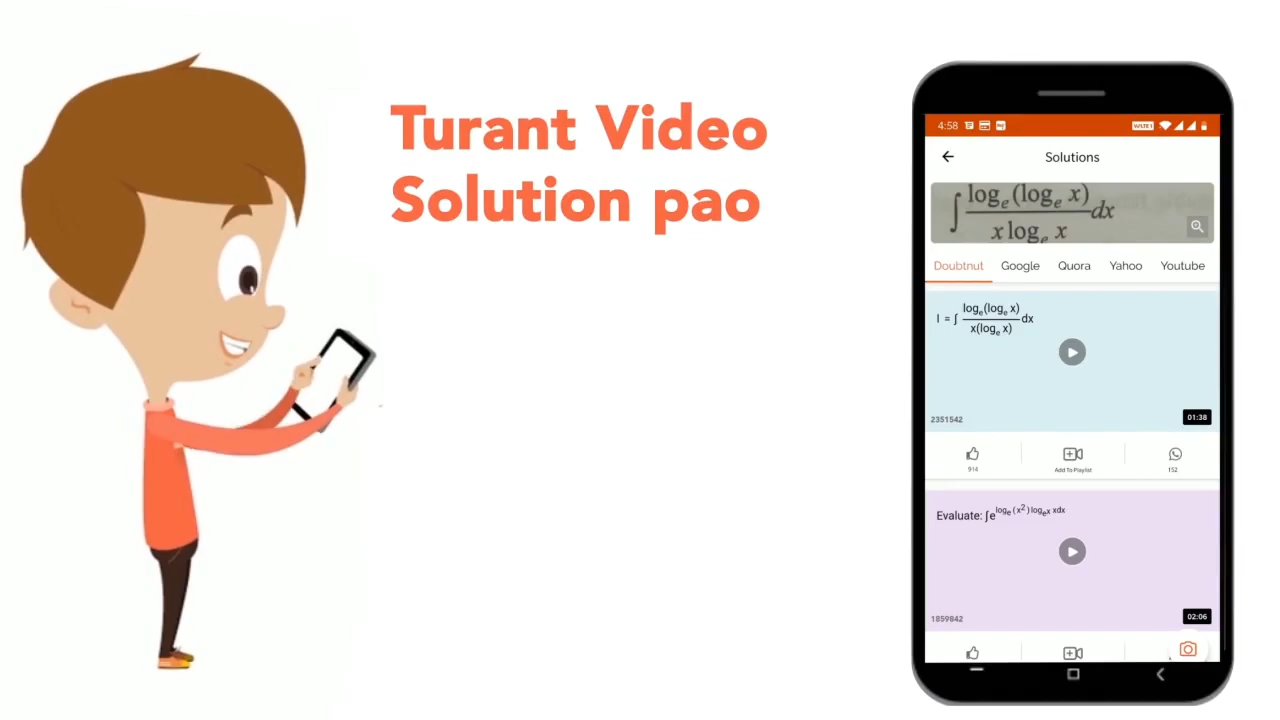 Turant Video
Solution pao
4:58
VoLTE1
Solutions
∫ logₑ(logₑ x) / x logₑ x dx
Doubtnut Google Quora Yahoo Youtube
I = ∫ logₑ(logₑ x) / x(logₑ x) dx
2351542 01:38
914 Add To Playlist 152
Evaluate: ∫e^logₑ(x²)logₑx xdx
1859842 02:06